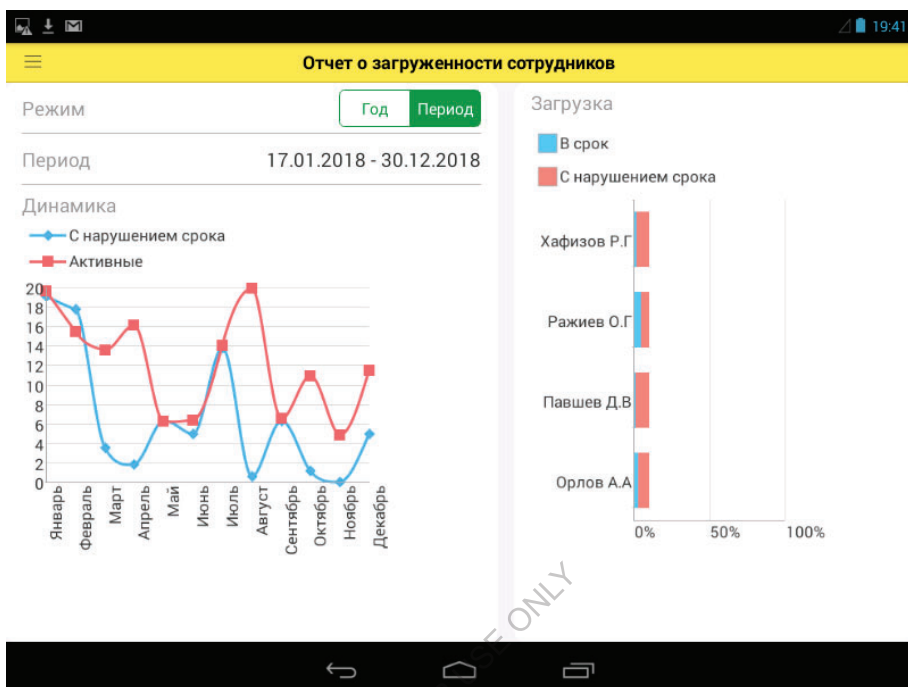 19:41
Отчет о загруженности сотрудников
Режим
Год
Период
Период
17.01.2018 - 30.12.2018
Динамика
С нарушением срока
Активные
20
18
16
14
12
10
8
6
4
2
0
Январь
Февраль
Март
Апрель
Май
Июнь
Июль
Август
Сентябрь
Октябрь
Ноябрь
Декабрь
Загрузка
В срок
С нарушением срока
Хафизов Р.Г
Ражиев О.Г
Павшев Д.В
Орлов А.А
0%
50%
100%
SE ONLY